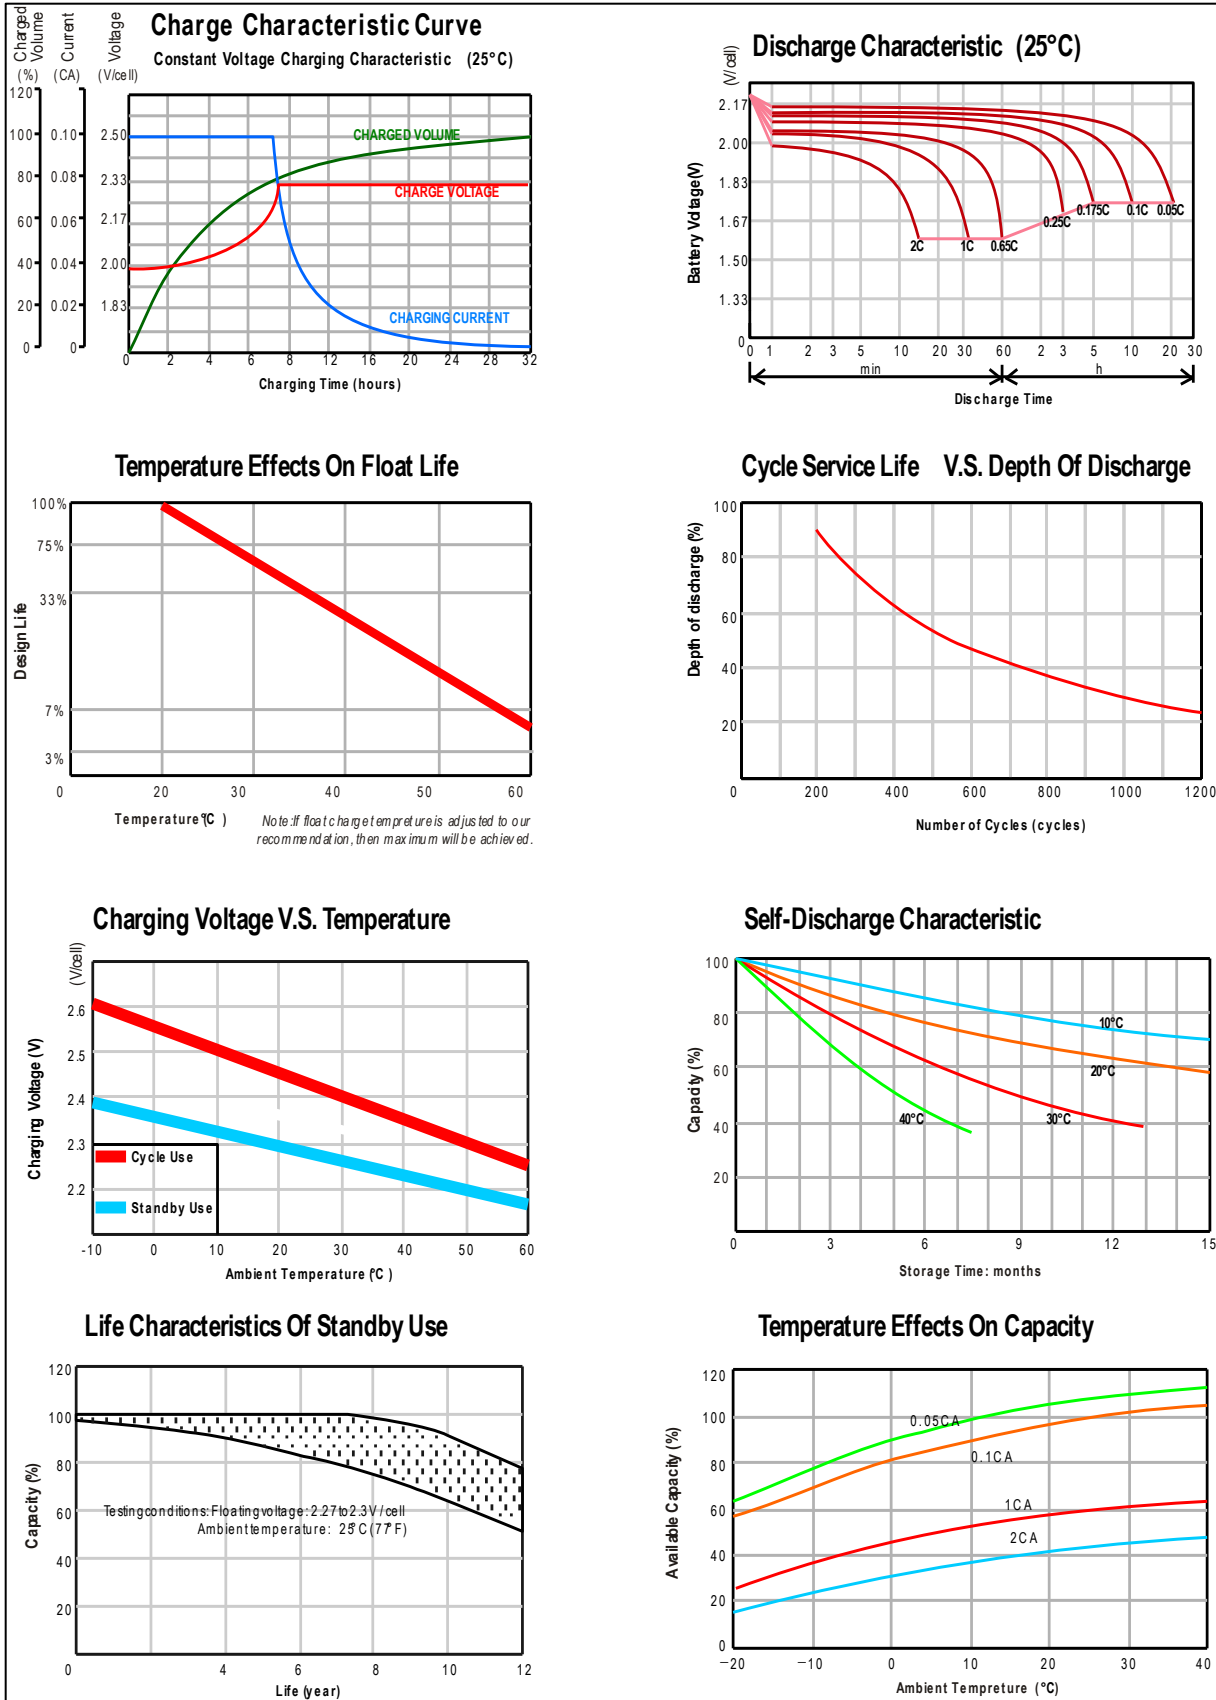 Charge Characteristic Curve
Constant Voltage Charging Characteristic (25°C)
Charged Volume
Current
Voltage
(%) (CA) (V/cell)
120
100 0.10 2.50
80 0.08 2.33
60 0.06 2.17
40 0.04 2.00
20 0.02 1.83
0 0
CHARGED VOLUME
CHARGE VOLTAGE
CHARGING CURRENT
0 2 4 6 8 12 16 20 24 28 32
Charging Time (hours)
Discharge Characteristic (25°C)
(V/cell)
Battery Vdtage(V)
2.17
2.00
1.83
1.67
1.50
1.33
0
2C 1C 0.65C 0.25C 0.175C 0.1C 0.05C
0 1 2 3 5 10 20 30 60 2 3 5 10 20 30
min h
Discharge Time
Temperature Effects On Float Life
Design Life
100%
75%
33%
7%
3%
0 20 30 40 50 60
Temperature(°C )
Note:If float charge tempreture is adjusted to our
recommendation, then maximum will be achieved.
Cycle Service Life V.S. Depth Of Discharge
Depth of discharge (%)
100
80
60
40
20
0 200 400 600 800 1000 1200
Number of Cycles (cycles)
Charging Voltage V.S. Temperature
(V/cell)
Charging Voltage (V)
2.6
2.5
2.4
2.3
2.2
Cycle Use
Standby Use
-10 0 10 20 30 40 50 60
Ambient Temperature (°C )
Self-Discharge Characteristic
Capacity (%)
100
80
60
40
20
10°C
20°C
30°C
40°C
0 3 6 9 12 15
Storage Time: months
Life Characteristics Of Standby Use
Capacity (%)
120
100
80
60
40
20
Testing conditions: Floating voltage: 2.27 to 2.3V / cell
Ambient temperature: 25°C (77°F)
0 4 6 8 10 12
Life (year)
Temperature Effects On Capacity
Available Capacity (%)
120
100
80
60
40
20
0
0.05CA
0.1CA
1CA
2CA
−20 −10 0 10 20 30 40
Ambient Tempreture (°C)